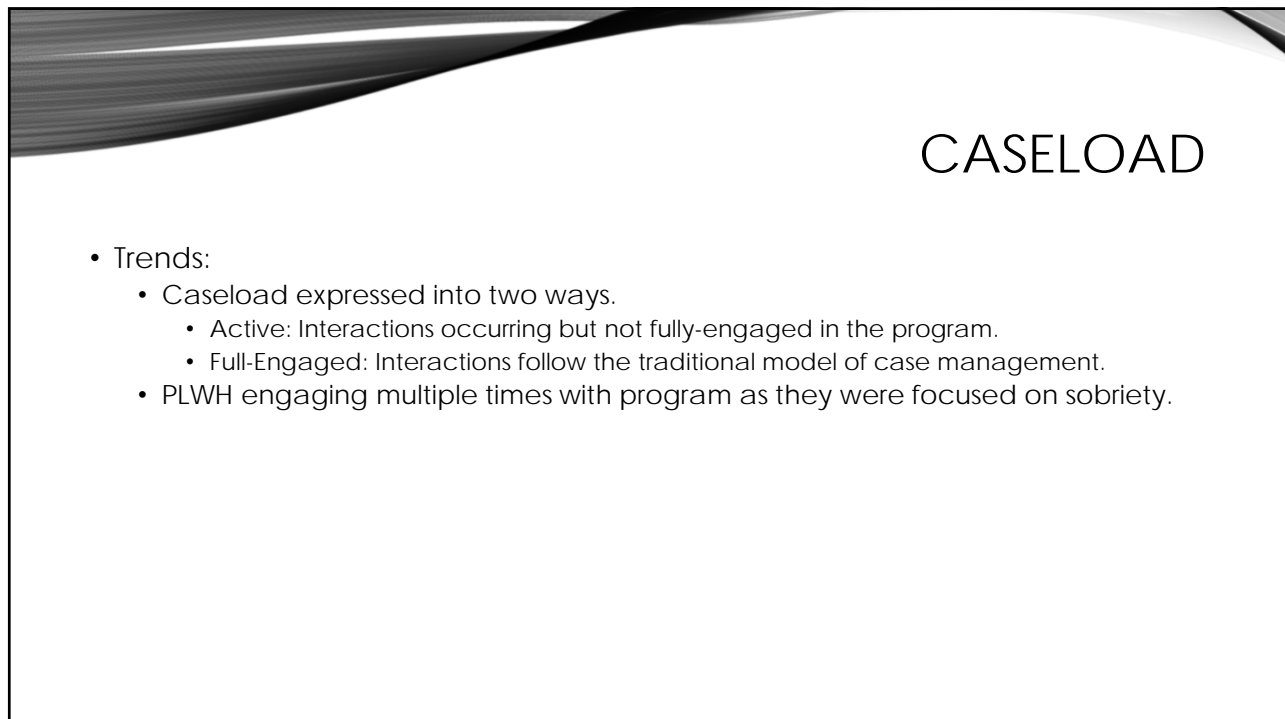 CASELOAD
• Trends:
• Caseload expressed into two ways.
• Active: Interactions occurring but not fully-engaged in the program.
• Full-Engaged: Interactions follow the traditional model of case management.
• PLWH engaging multiple times with program as they were focused on sobriety.